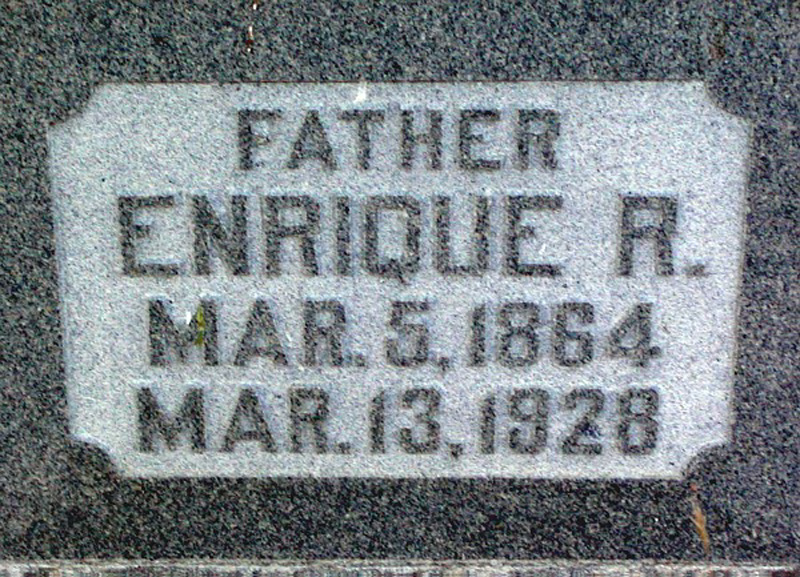 FATHER
ENRIQUE R.
MAR. 5, 1864
MAR. 13, 1928